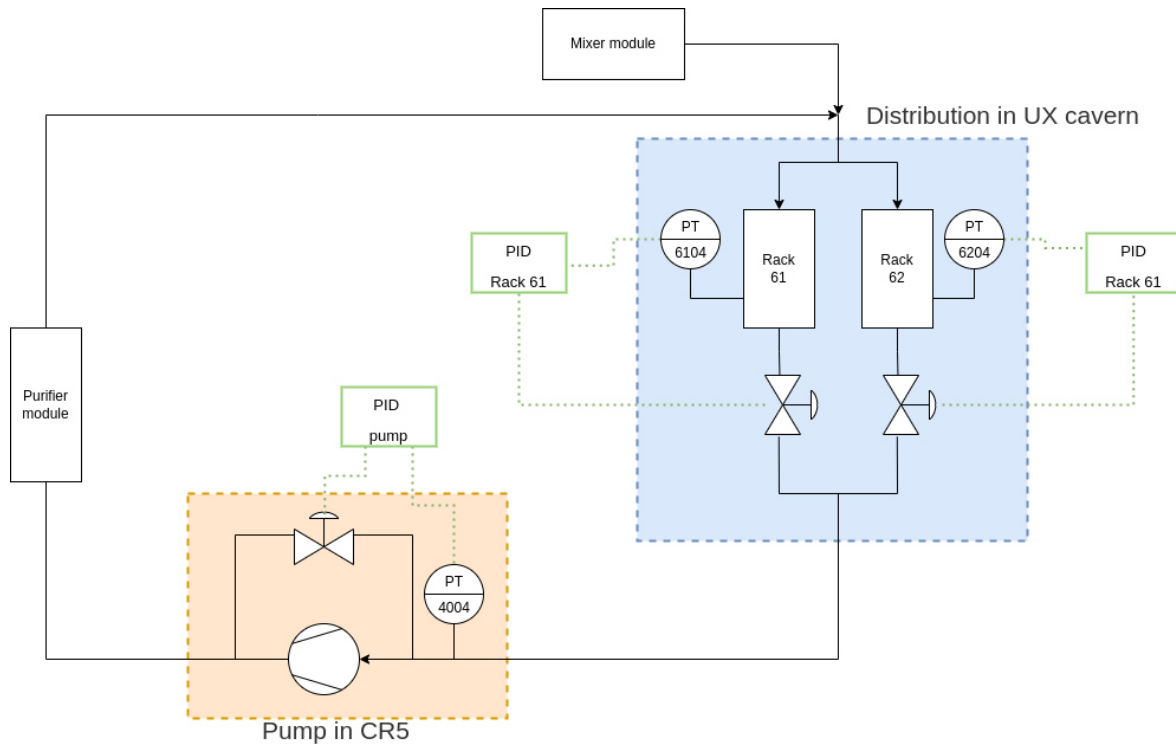 Mixer module
Distribution in UX cavern
PT
6104
Rack
61
Rack
62
PT
6204
PID
Rack 61
PID
Rack 61
Purifier
module
PID
pump
PT
4004
Pump in CR5